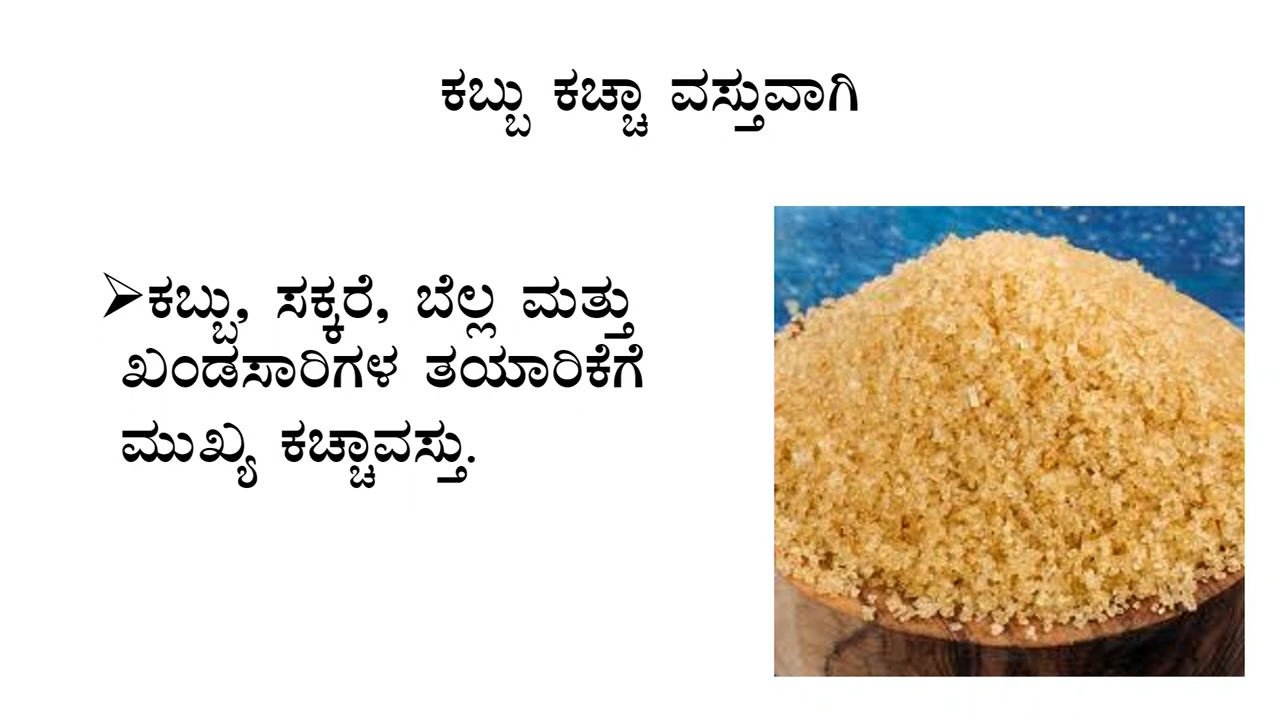 ಕಬ್ಬು ಕಚ್ಚಾ ವಸ್ತುವಾಗಿ
➢ಕಬ್ಬು, ಸಕ್ಕರೆ, ಬೆಲ್ಲ ಮತ್ತು
ಖಂಡಸಾರಿಗಳ ತಯಾರಿಕೆಗೆ
ಮುಖ್ಯ ಕಚ್ಚಾವಸ್ತು.